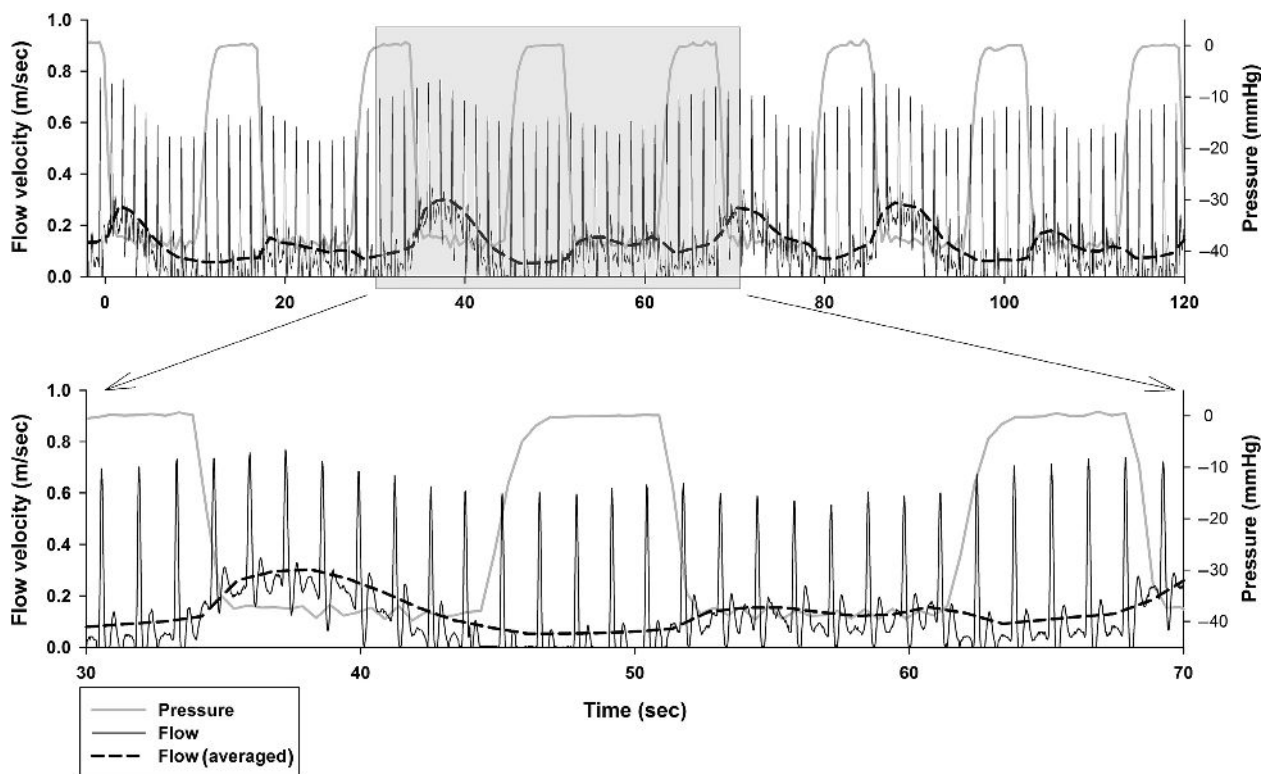 1.0
0.8
0.6
0.4
0.2
0.0
Flow velocity (m/sec)
0
−10
−20
−30
−40
Pressure (mmHg)
0 20 40 60 80 100 120
1.0
0.8
0.6
0.4
0.2
0.0
Flow velocity (m/sec)
0
−10
−20
−30
−40
Pressure (mmHg)
30 40 50 60 70
Time (sec)
Pressure
Flow
Flow (averaged)